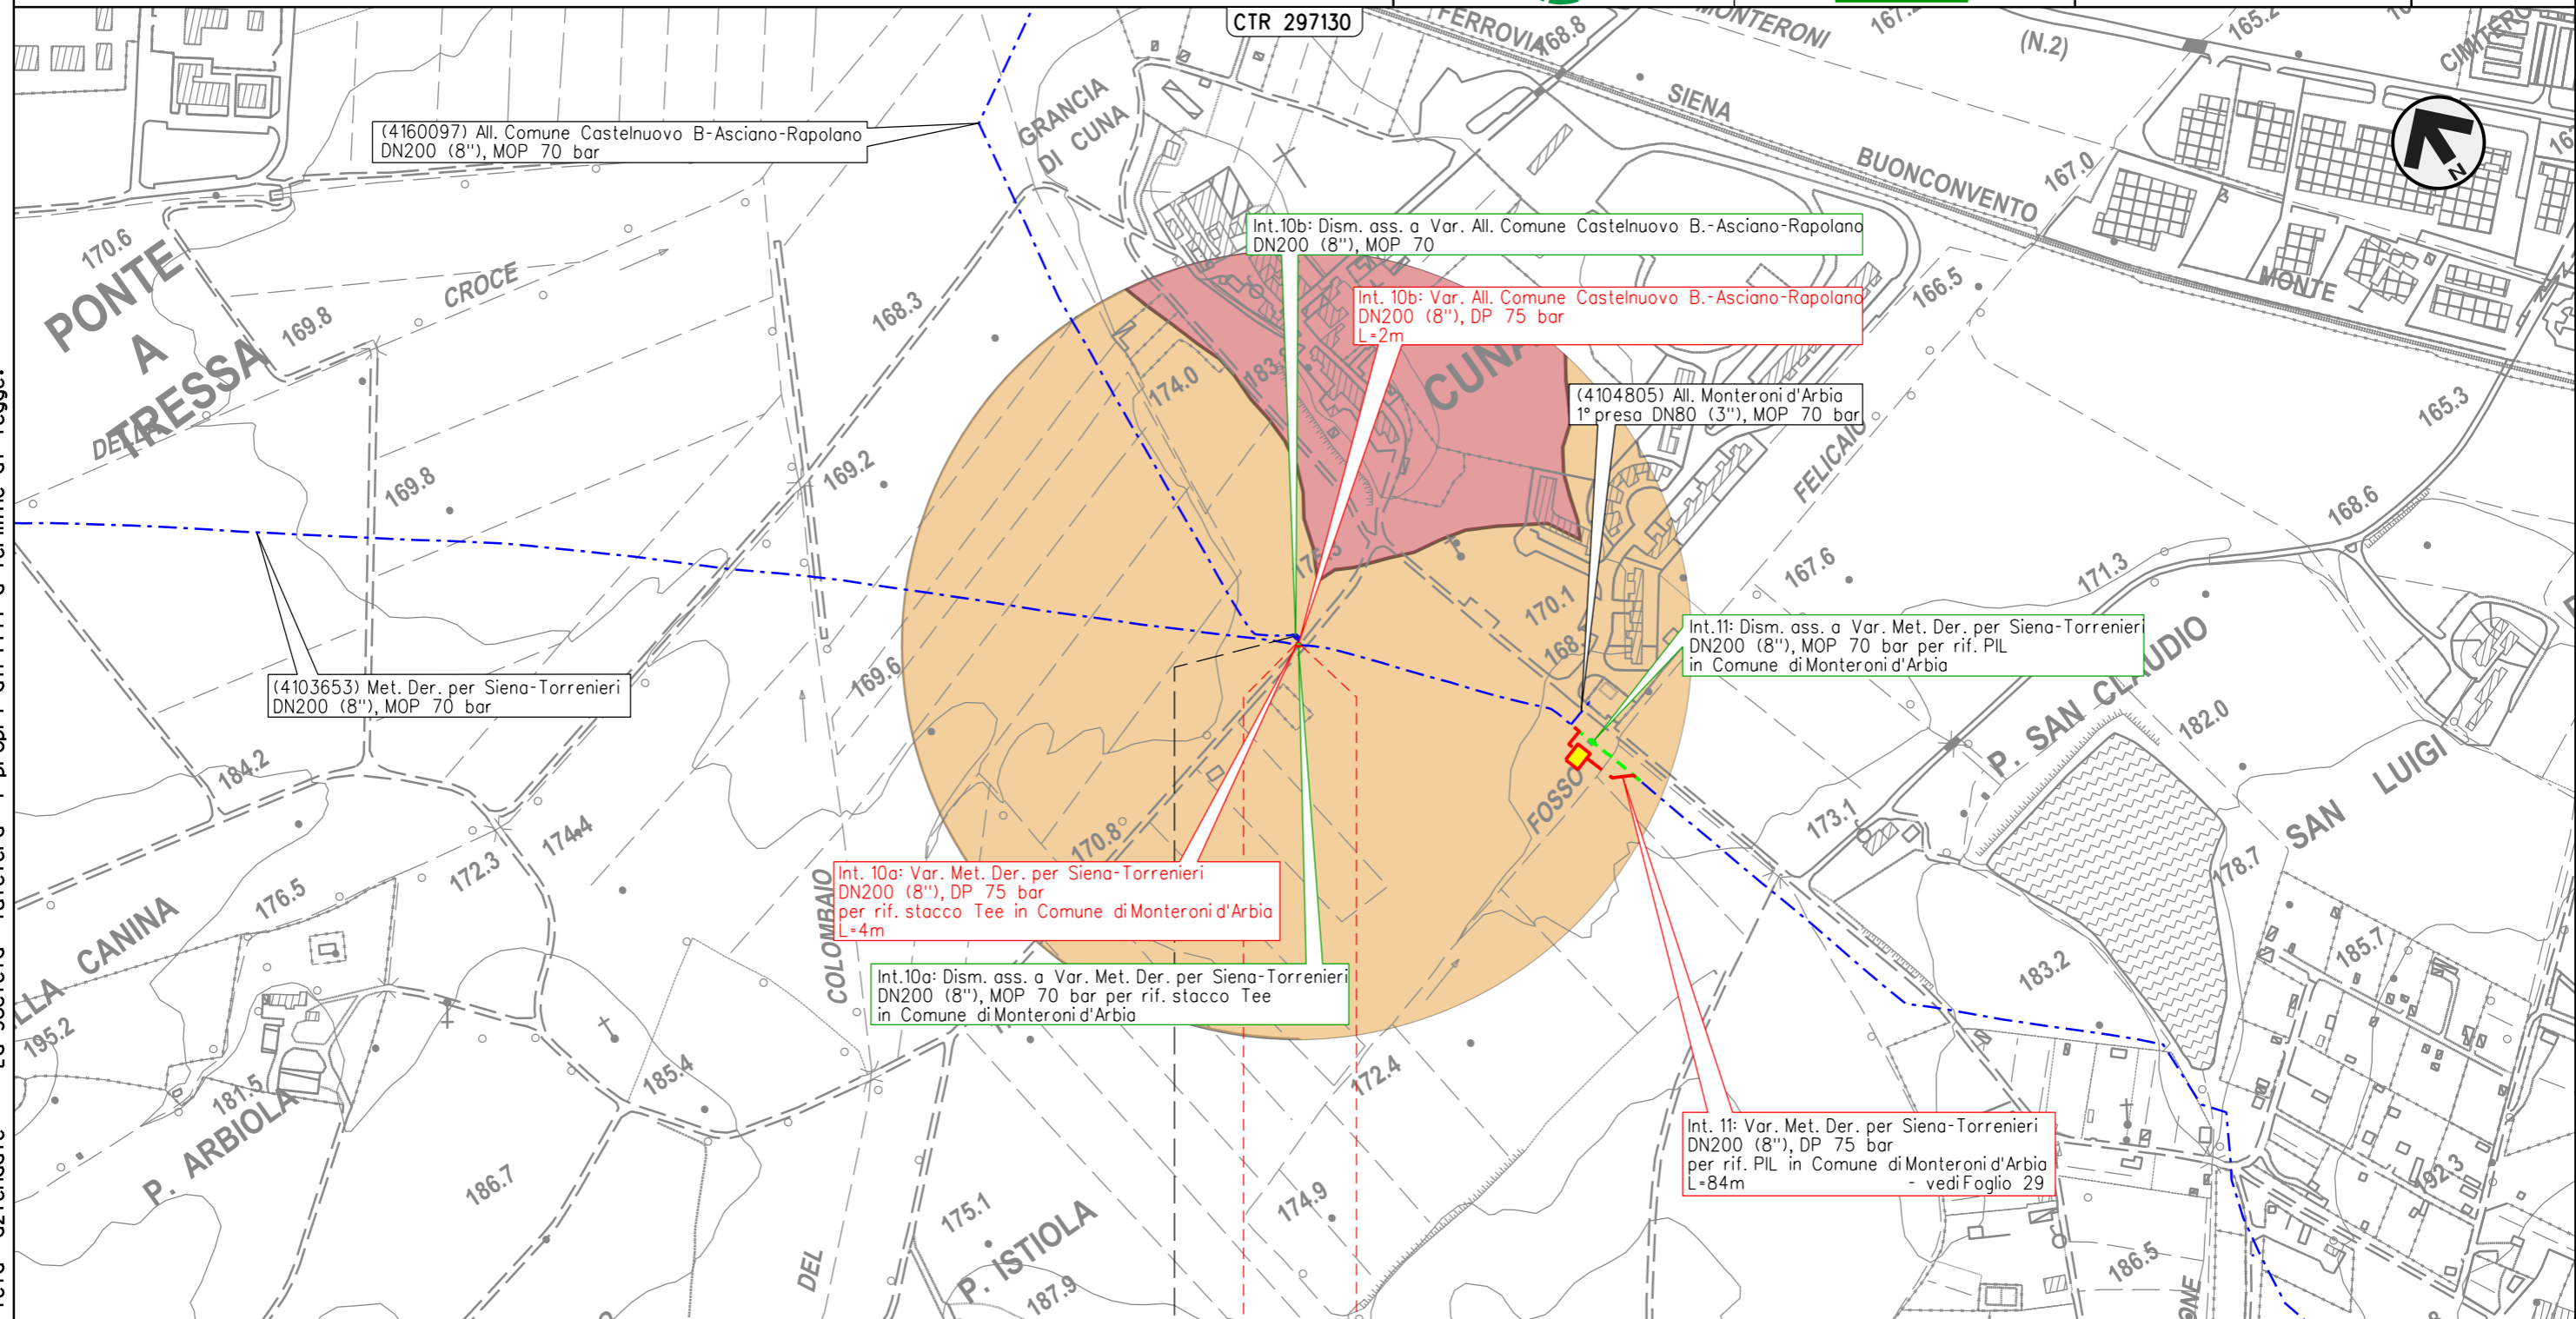 CTR 297130
FERROVIA
168.8
MONTERONI
(N.2)
165.2
CIMITERO
SIENA
BUONCONVENTO
167.0
MONTE
N
GRANCIA
DI CUNA
(4160097) All. Comune Castelnuovo B-Asciano-Rapolano
DN200 (8"), MOP 70 bar
170.6
PONTE
A
TRESSA
169.8
CROCE
168.3
Int.10b: Dism. ass. a Var. All. Comune Castelnuovo B.-Asciano-Rapolano
DN200 (8"), MOP 70
Int. 10b: Var. All. Comune Castelnuovo B.-Asciano-Rapolano
DN200 (8"), DP 75 bar
L=2m
166.5
174.0
CUNA
(4104805) All. Monteroni d'Arbia
1° presa DN80 (3"), MOP 70 bar
165.3
169.8
169.2
FELICAIO
168.6
171.3
167.6
170.1
Int.11: Dism. ass. a Var. Met. Der. per Siena-Torrenieri
DN200 (8"), MOP 70 bar per rif. PIL
in Comune di Monteroni d'Arbia
169.6
(4103653) Met. Der. per Siena-Torrenieri
DN200 (8"), MOP 70 bar
P. SAN CLAUDIO
182.0
SAN LUIGI
184.2
FOSSO
173.1
174.4
172.3
170.8
178.7
176.5
COLOMBAIO
Int. 10a: Var. Met. Der. per Siena-Torrenieri
DN200 (8"), DP 75 bar
per rif. stacco Tee in Comune di Monteroni d'Arbia
L=4m
CANINA
185.7
183.2
195.2
Int.10a: Dism. ass. a Var. Met. Der. per Siena-Torrenieri
DN200 (8"), MOP 70 bar per rif. stacco Tee
in Comune di Monteroni d'Arbia
181.5
P. ARBIOLA
185.4
172.4
Int. 11: Var. Met. Der. per Siena-Torrenieri
DN200 (8"), DP 75 bar
per rif. PIL in Comune di Monteroni d'Arbia
L=84m - vedi Foglio 29
192.3
186.7
175.1
174.9
P. ISTIOLA
187.9
DEL
186.5